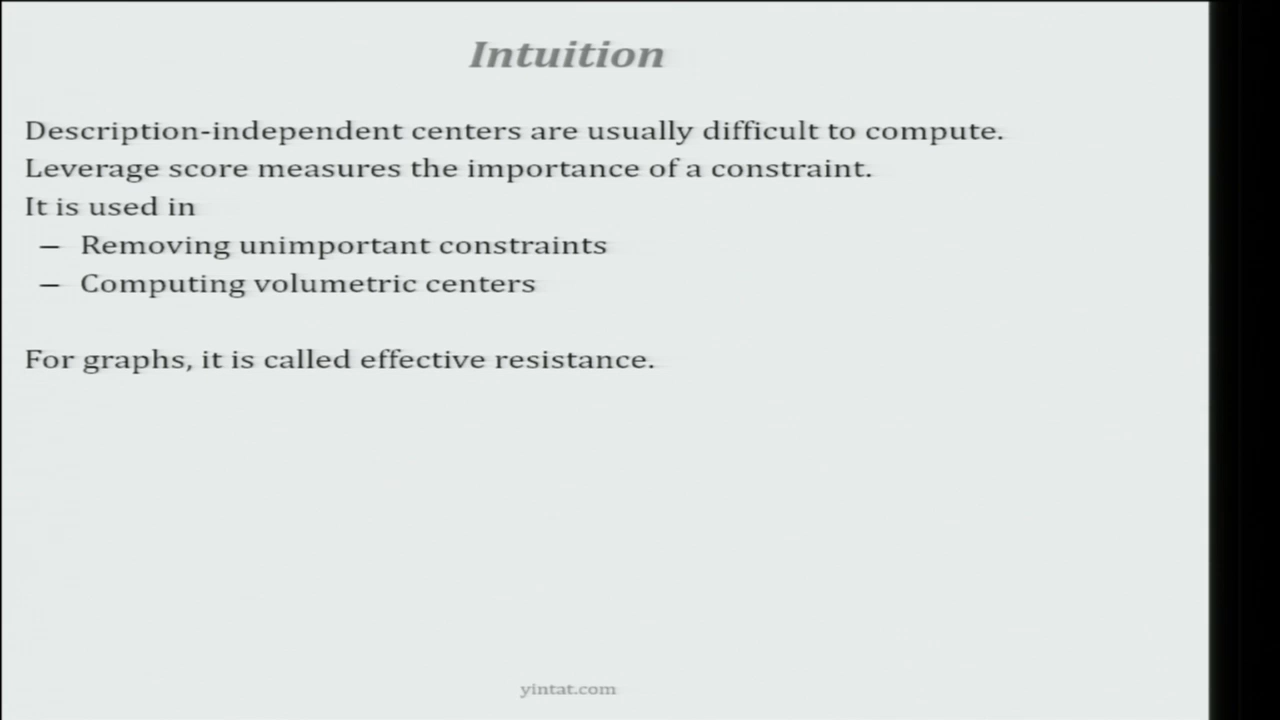 Intuition
Description-independent centers are usually difficult to compute.
Leverage score measures the importance of a constraint.
It is used in
– Removing unimportant constraints
– Computing volumetric centers
For graphs, it is called effective resistance.
yintat.com